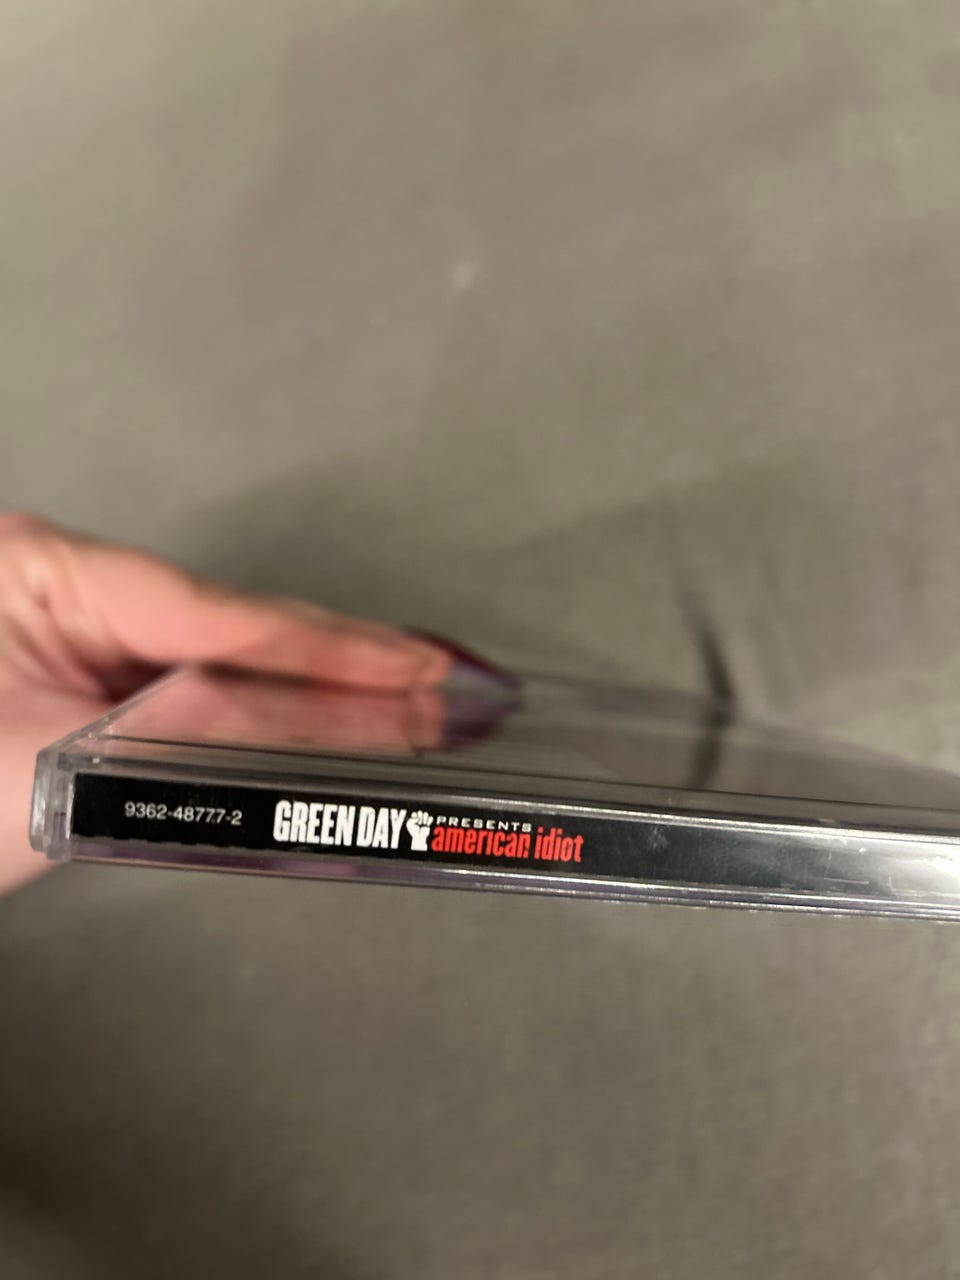 9362-48777-2 GREEN DAY PRESENTS
american idiot